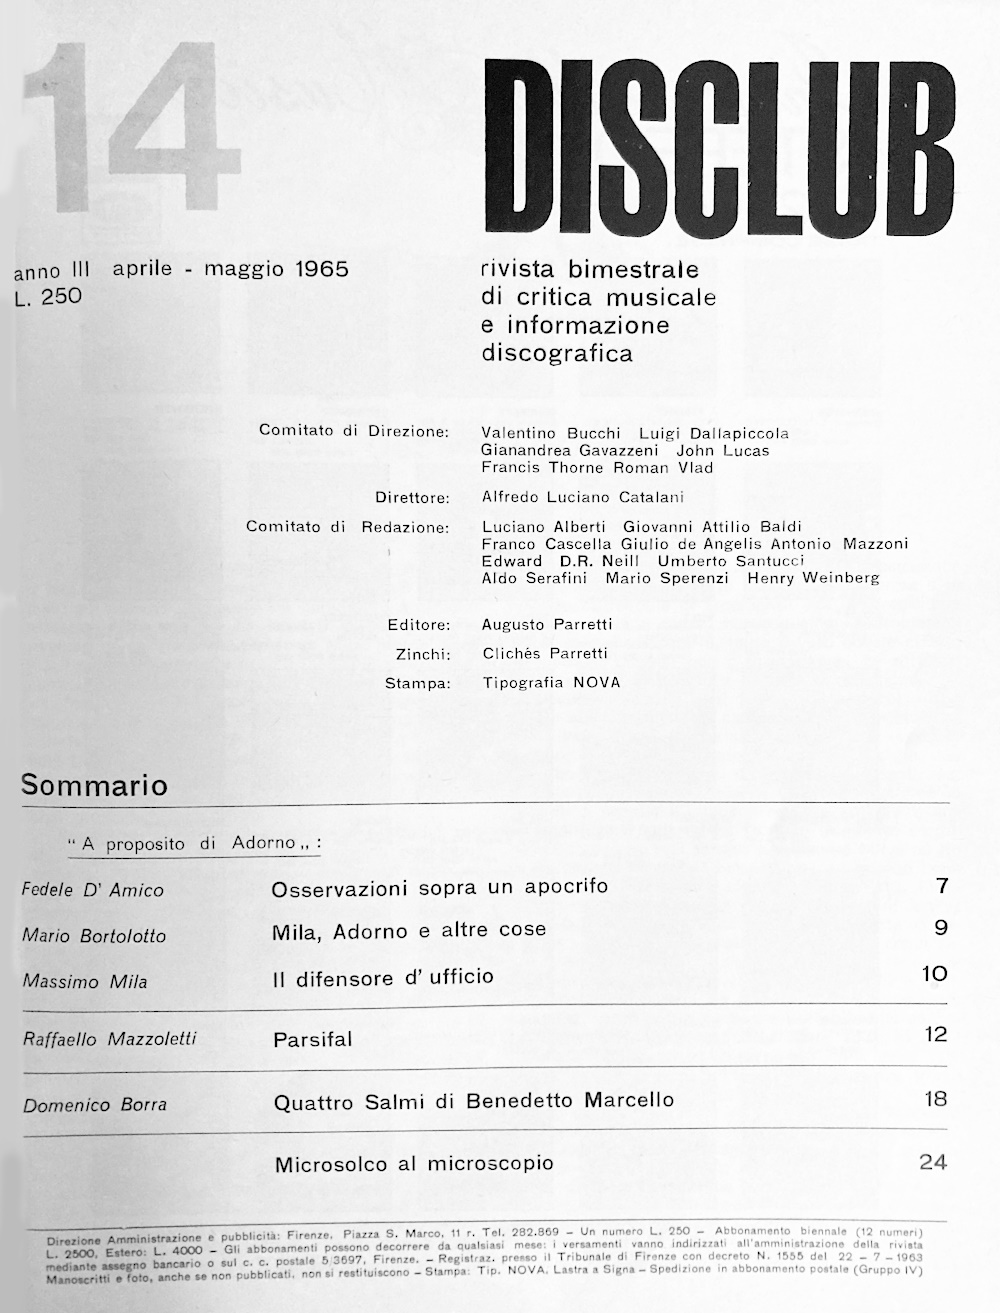 14
DISCLUB
anno III aprile - maggio 1965
L. 250
rivista bimestrale
di critica musicale
e informazione
discografica
Comitato di Direzione: Valentino Bucchi Luigi Dallapiccola
Gianandrea Gavazzeni John Lucas
Francis Thorne Roman Vlad
Direttore: Alfredo Luciano Catalani
Comitato di Redazione: Luciano Alberti Giovanni Attilio Baldi
Franco Cascella Giulio de Angelis Antonio Mazzoni
Edward D.R. Neill Umberto Santucci
Aldo Serafini Mario Sperenzi Henry Weinberg
Editore: Augusto Parretti
Zinchi: Clichés Parretti
Stampa: Tipografia NOVA
Sommario
“ A proposito di Adorno „ :
Fedele D' Amico Osservazioni sopra un apocrifo 7
Mario Bortolotto Mila, Adorno e altre cose 9
Massimo Mila Il difensore d' ufficio 10
Raffaello Mazzoletti Parsifal 12
Domenico Borra Quattro Salmi di Benedetto Marcello 18
Microsolco al microscopio 24
Direzione Amministrazione e pubblicità: Firenze, Piazza S. Marco, 11 r. Tel. 282.869 – Un numero L. 250 – Abbonamento biennale (12 numeri)
L. 2500, Estero: L. 4000 – Gli abbonamenti possono decorrere da qualsiasi mese: i versamenti vanno indirizzati all'amministrazione della rivista
mediante assegno bancario o sul c. c. postale 5/3697, Firenze. – Registraz. presso il Tribunale di Firenze con decreto N. 1555 del 22 – 7 – 1963
Manoscritti e foto, anche se non pubblicati, non si restituiscono – Stampa: Tip. NOVA. Lastra a Signa – Spedizione in abbonamento postale (Gruppo IV)